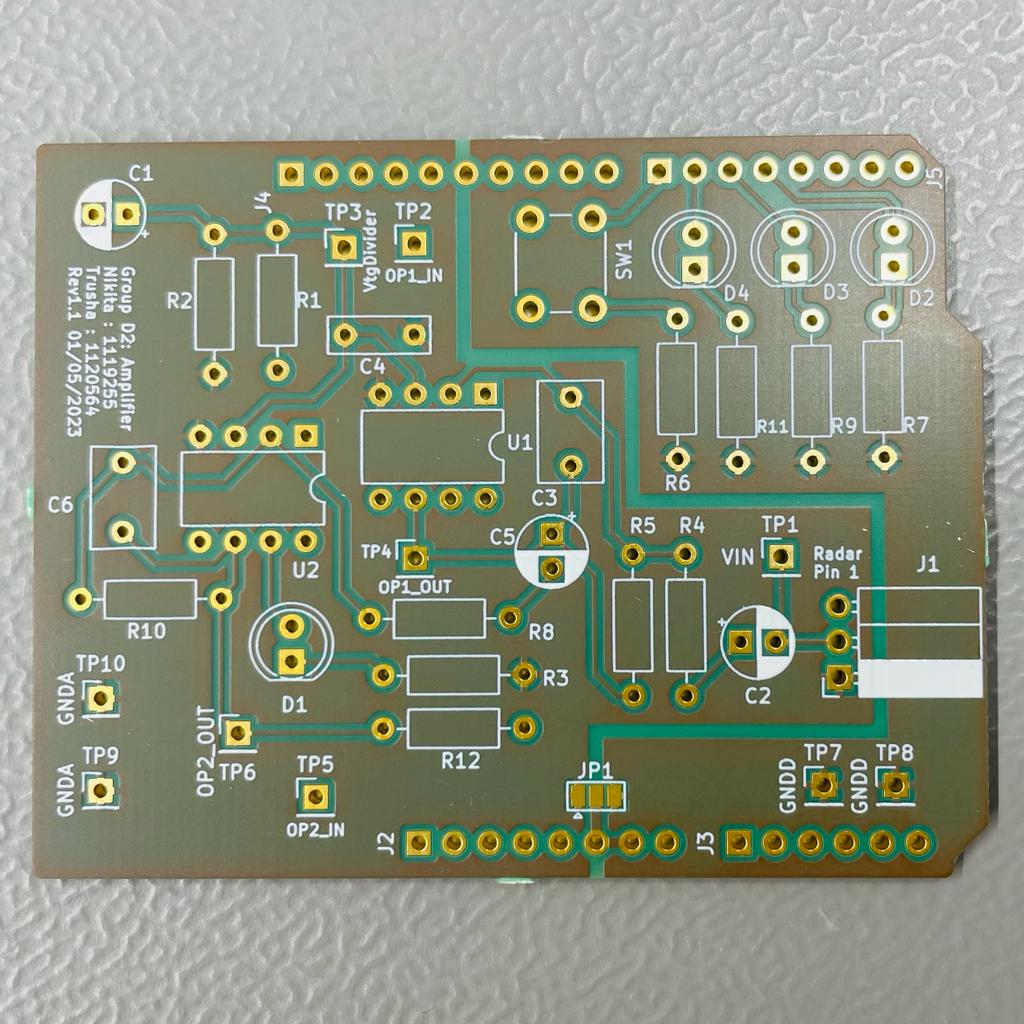 C1
+
J4
TP3
VtgDivider
TP2
OP1_IN
J5
SW1
D4
D3
D2
R2
R1
Group D2: Amplifier
Nikita : 1119255
Trusha : 1120564
Rev1.1 01/05/2023
C4
U1
R6
R11
R9
R7
C6
C3
+
C5
U2
TP4
OP1_OUT
R5
R4
TP1
VIN
Radar
Pin 1
J1
R10
R8
+
C2
D1
R3
TP10
GNDA
OP2_OUT
TP6
R12
TP9
GNDA
TP5
OP2_IN
JP1
TP7
GNDD
TP8
GNDD
J2
J3